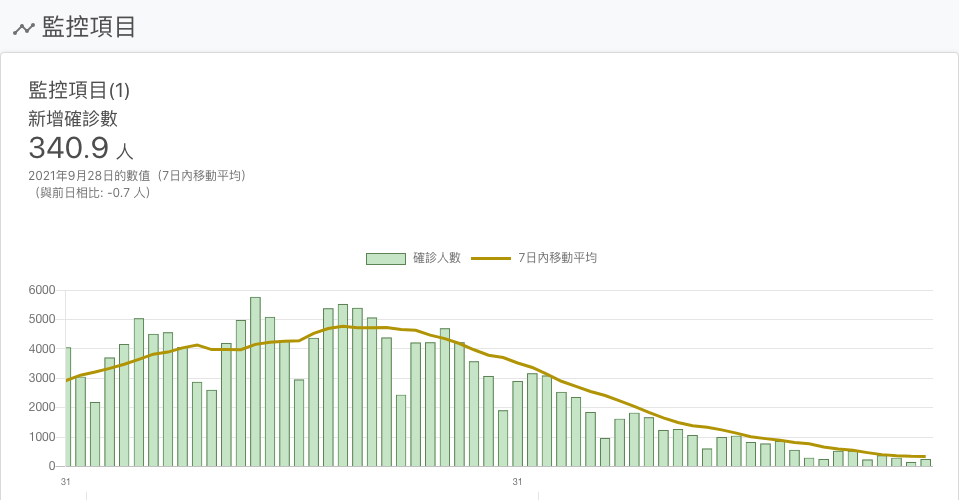 監控項目
監控項目(1)
新增確診數
340.9 人
2021年9月28日的數值（7日內移動平均）
（與前日相比: -0.7 人）
確診人數 7日內移動平均
6000
5000
4000
3000
2000
1000
0
31 31